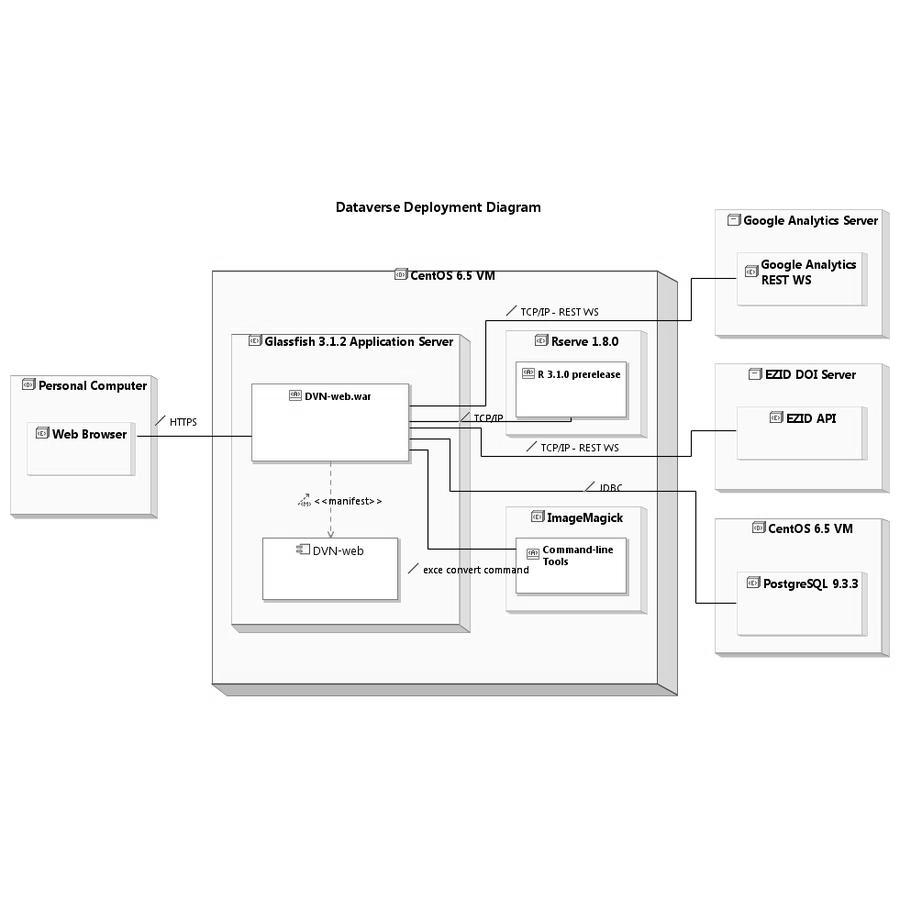 Dataverse Deployment Diagram
Google Analytics Server
Google Analytics
REST WS
CentOS 6.5 VM
TCP/IP - REST WS
Glassfish 3.1.2 Application Server
Rserve 1.8.0
R 3.1.0 prerelease
EZID DOI Server
EZID API
Personal Computer
Web Browser
HTTPS
DVN-web.war
TCP/IP
TCP/IP - REST WS
JDBC
<<manifest>>
DVN-web
ImageMagick
Command-line
Tools
exce convert command
CentOS 6.5 VM
PostgreSQL 9.3.3